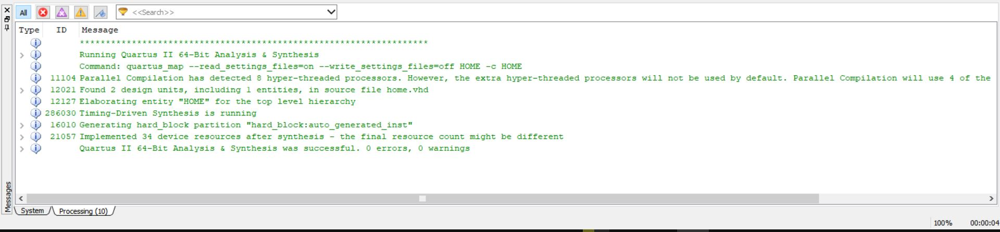 All <<Search>>
Type ID Message
********************************************************************
Running Quartus II 64-Bit Analysis & Synthesis
Command: quartus_map --read_settings_files=on --write_settings_files=off HOME -c HOME
11104 Parallel Compilation has detected 8 hyper-threaded processors. However, the extra hyper-threaded processors will not be used by default. Parallel Compilation will use 4 of the
12021 Found 2 design units, including 1 entities, in source file home.vhd
12127 Elaborating entity "HOME" for the top level hierarchy
286030 Timing-Driven Synthesis is running
16010 Generating hard_block partition "hard_block:auto_generated_inst"
21057 Implemented 34 device resources after synthesis - the final resource count might be different
Quartus II 64-Bit Analysis & Synthesis was successful. 0 errors, 0 warnings
Messages
System Processing (10)
100% 00:00:04